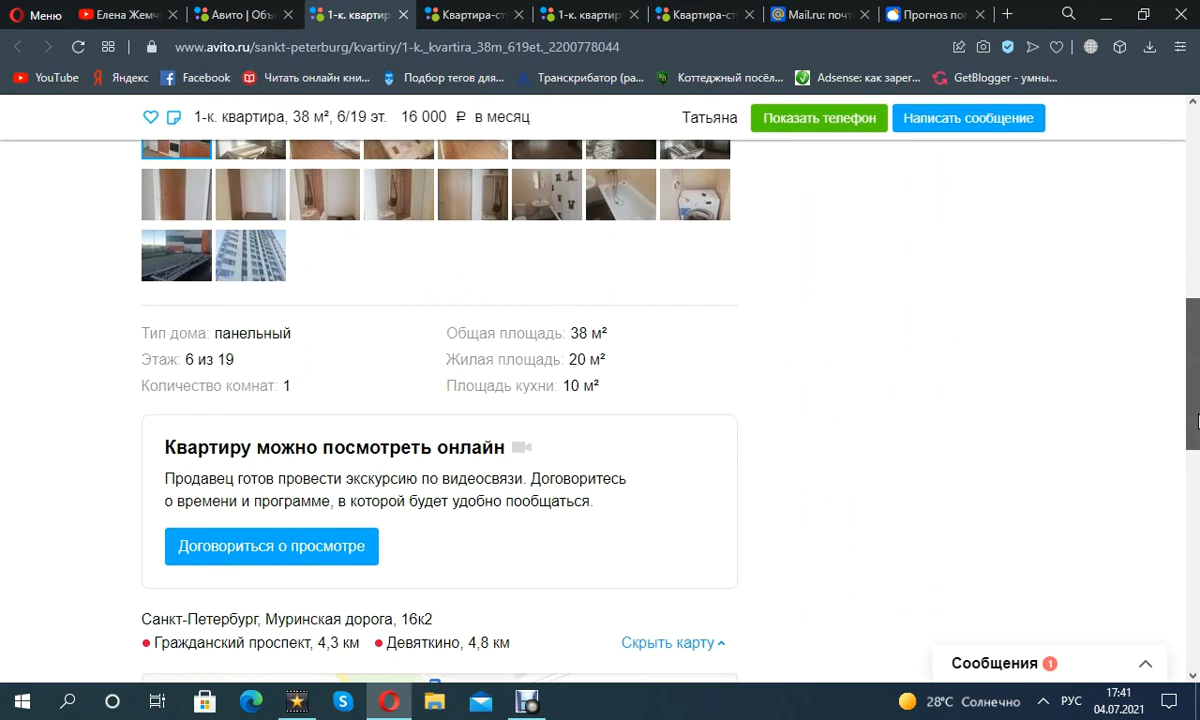 Меню
Елена Жемч
Авито | Объя
1-к. квартир
Квартира-ст
1-к. квартир
Квартира-ст
Mail.ru: почт
Прогноз пог
www.avito.ru/sankt-peterburg/kvartiry/1-k._kvartira_38m_619et._2200778044
YouTube
Яндекс
Facebook
Читать онлайн кни...
Подбор тегов для...
Транскрибатор (ра...
Коттеджный посёл...
Adsense: как зарег...
GetBlogger - умны...
1-к. квартира, 38 м², 6/19 эт. 16 000 ₽ в месяц
Татьяна
Показать телефон
Написать сообщение
Тип дома: панельный
Общая площадь: 38 м²
Этаж: 6 из 19
Жилая площадь: 20 м²
Количество комнат: 1
Площадь кухни: 10 м²
Квартиру можно посмотреть онлайн
Продавец готов провести экскурсию по видеосвязи. Договоритесь
о времени и программе, в которой будет удобно пообщаться.
Договориться о просмотре
Санкт-Петербург, Муринская дорога, 16к2
Гражданский проспект, 4,3 км
Девяткино, 4,8 км
Скрыть карту
Сообщения 1
28°C Солнечно
РУС
17:41
04.07.2021